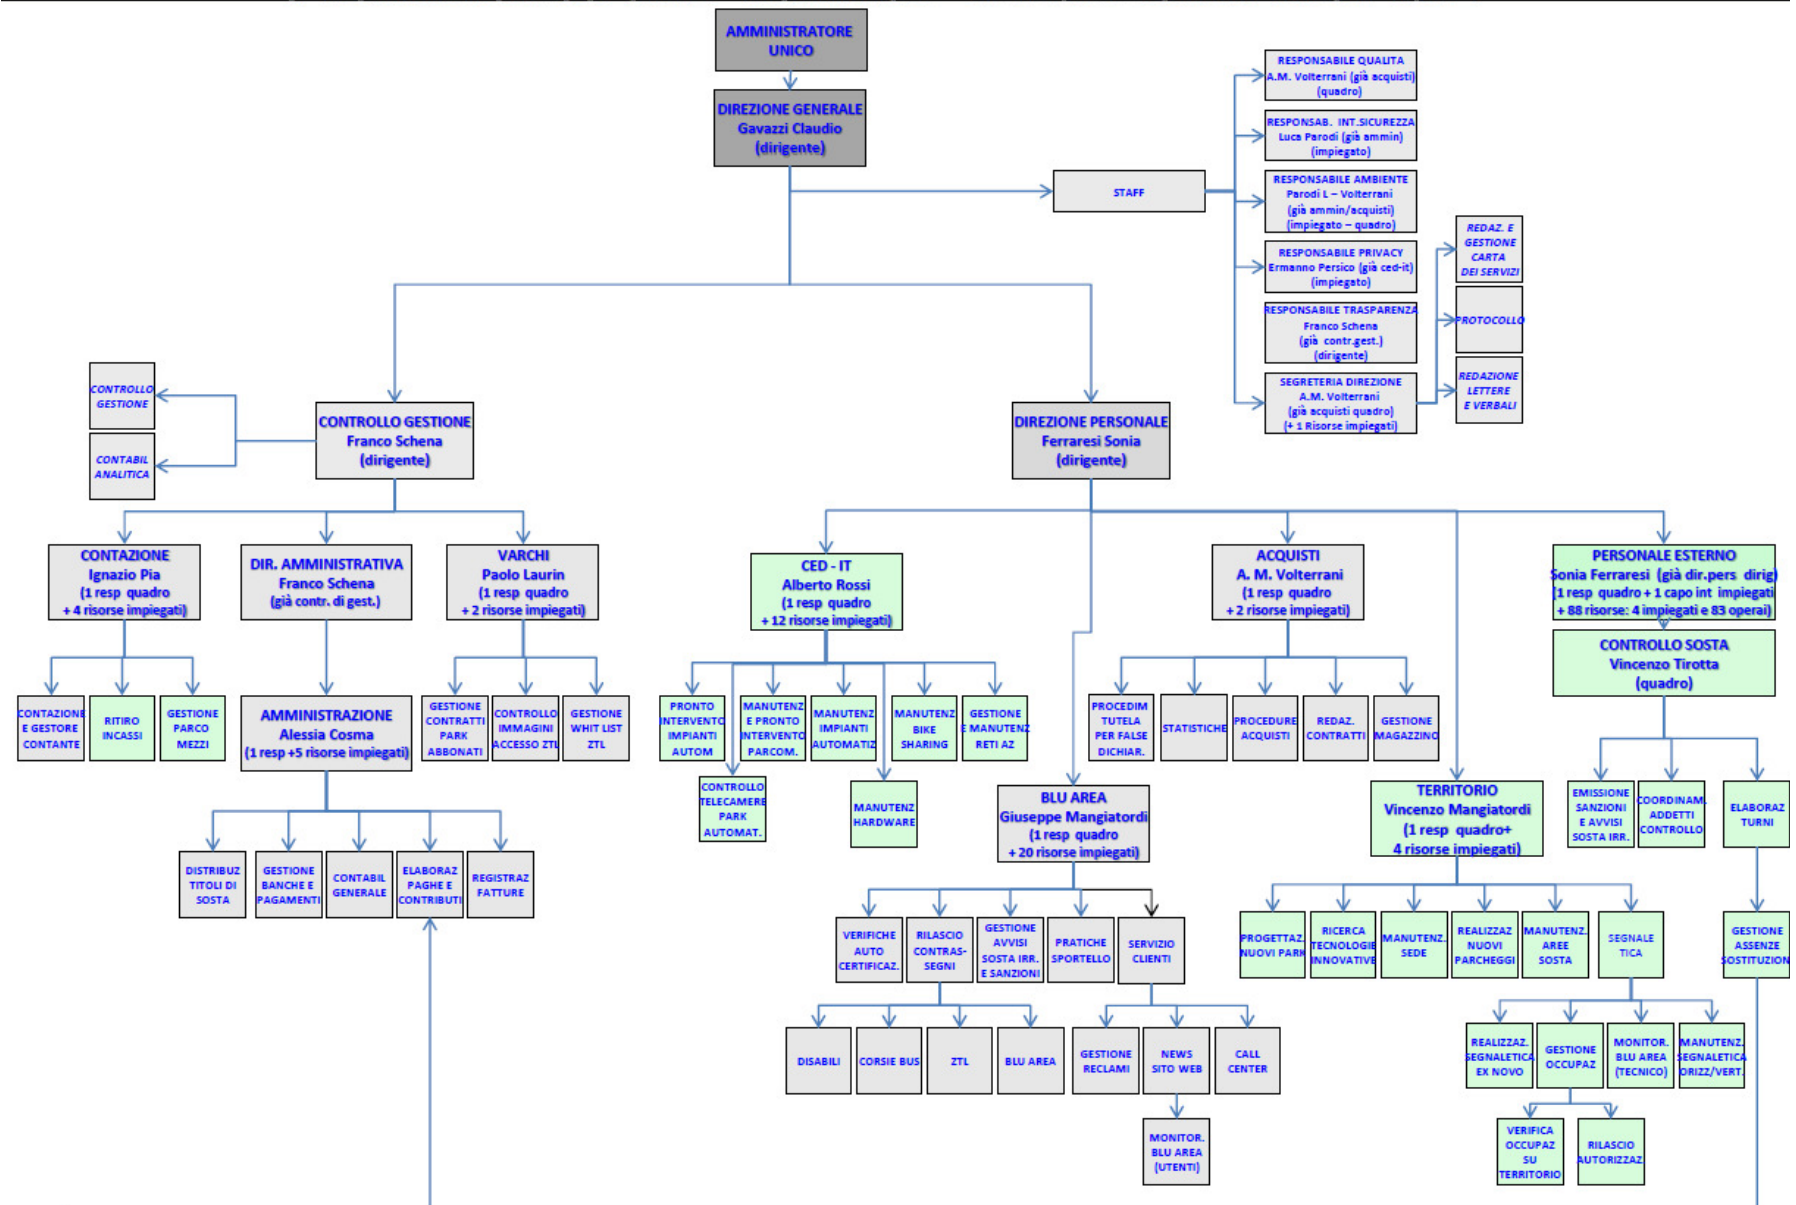 AMMINISTRATORE
UNICO
DIREZIONE GENERALE
Gavazzi Claudio
(dirigente)
STAFF
RESPONSABILE QUALITA
A.M. Volterrani (già acquisti)
(quadro)
RESPONSAB. INT.SICUREZZA
Luca Parodi (già ammin)
(impiegato)
RESPONSABILE AMBIENTE
Parodi L – Volterrani
(già ammin/acquisti)
(impiegato – quadro)
RESPONSABILE PRIVACY
Ermanno Persico (già ced-it)
(impiegato)
RESPONSABILE TRASPARENZA
Franco Schena
(già contr.gest.)
(dirigente)
SEGRETERIA DIREZIONE
A.M. Volterrani
(già acquisti quadro)
(+ 1 Risorse impiegati)
REDAZ. E
GESTIONE
CARTA
DEI SERVIZI
PROTOCOLLO
REDAZIONE
LETTERE
E VERBALI
CONTROLLO
GESTIONE
CONTABIL
ANALITICA
CONTROLLO GESTIONE
Franco Schena
(dirigente)
DIREZIONE PERSONALE
Ferraresi Sonia
(dirigente)
CONTAZIONE
Ignazio Pia
(1 resp quadro
+ 4 risorse impiegati)
DIR. AMMINISTRATIVA
Franco Schena
(già contr. di gest.)
VARCHI
Paolo Laurin
(1 resp quadro
+ 2 risorse impiegati)
CED - IT
Alberto Rossi
(1 resp quadro
+ 12 risorse impiegati)
ACQUISTI
A. M. Volterrani
(1 resp quadro
+ 2 risorse impiegati)
PERSONALE ESTERNO
Sonia Ferraresi (già dir.pers dirig)
(1 resp quadro + 1 capo int impiegati
+ 88 risorse: 4 impiegati e 83 operai)
CONTROLLO SOSTA
Vincenzo Tirotta
(quadro)
CONTAZIONE
E GESTORE
CONTANTE
RITIRO
INCASSI
GESTIONE
PARCO
MEZZI
AMMINISTRAZIONE
Alessia Cosma
(1 resp +5 risorse impiegati)
GESTIONE
CONTRATTI
PARK
ABBONATI
CONTROLLO
IMMAGINI
ACCESSO ZTL
GESTIONE
WHIT LIST
ZTL
PRONTO
INTERVENTO
IMPIANTI
AUTOM
MANUTENZ
E PRONTO
INTERVENTO
PARCOM.
MANUTENZ
IMPIANTI
AUTOMATIZ
MANUTENZ
BIKE
SHARING
GESTIONE
E MANUTENZ
RETI AZ
PROCEDIM
TUTELA
PER FALSE
DICHIAR.
STATISTICHE
PROCEDURE
ACQUISTI
REDAZ.
CONTRATTI
GESTIONE
MAGAZZINO
CONTROLLO
TELECAMERE
PARK
AUTOMAT.
MANUTENZ
HARDWARE
BLU AREA
Giuseppe Mangiatordi
(1 resp quadro
+ 20 risorse impiegati)
TERRITORIO
Vincenzo Mangiatordi
(1 resp quadro+
4 risorse impiegati)
EMISSIONE
SANZIONI
E AVVISI
SOSTA IRR.
COORDINAM.
ADDETTI
CONTROLLO
ELABORAZ
TURNI
DISTRIBUZ
TITOLI DI
SOSTA
GESTIONE
BANCHE E
PAGAMENTI
CONTABIL
GENERALE
ELABORAZ
PAGHE E
CONTRIBUTI
REGISTRAZ
FATTURE
VERIFICHE
AUTO
CERTIFICAZ.
RILASCIO
CONTRAS-
SEGNI
GESTIONE
AVVISI
SOSTA IRR.
E SANZIONI
PRATICHE
SPORTELLO
SERVIZIO
CLIENTI
PROGETTAZ.
NUOVI PARK
RICERCA
TECNOLOGIE
INNOVATIVE
MANUTENZ.
SEDE
REALIZZAZ
NUOVI
PARCHEGGI
MANUTENZ.
AREE
SOSTA
SEGNALE
TICA
GESTIONE
ASSENZE
SOSTITUZION
DISABILI
CORSIE BUS
ZTL
BLU AREA
GESTIONE
RECLAMI
NEWS
SITO WEB
CALL
CENTER
REALIZZAZ.
SEGNALETICA
EX NOVO
GESTIONE
OCCUPAZ
MONITOR.
BLU AREA
(TECNICO)
MANUTENZ.
SEGNALETICA
ORIZZ/VERT.
MONITOR.
BLU AREA
(UTENTI)
VERIFICA
OCCUPAZ
SU
TERRITORIO
RILASCIO
AUTORIZZAZ.